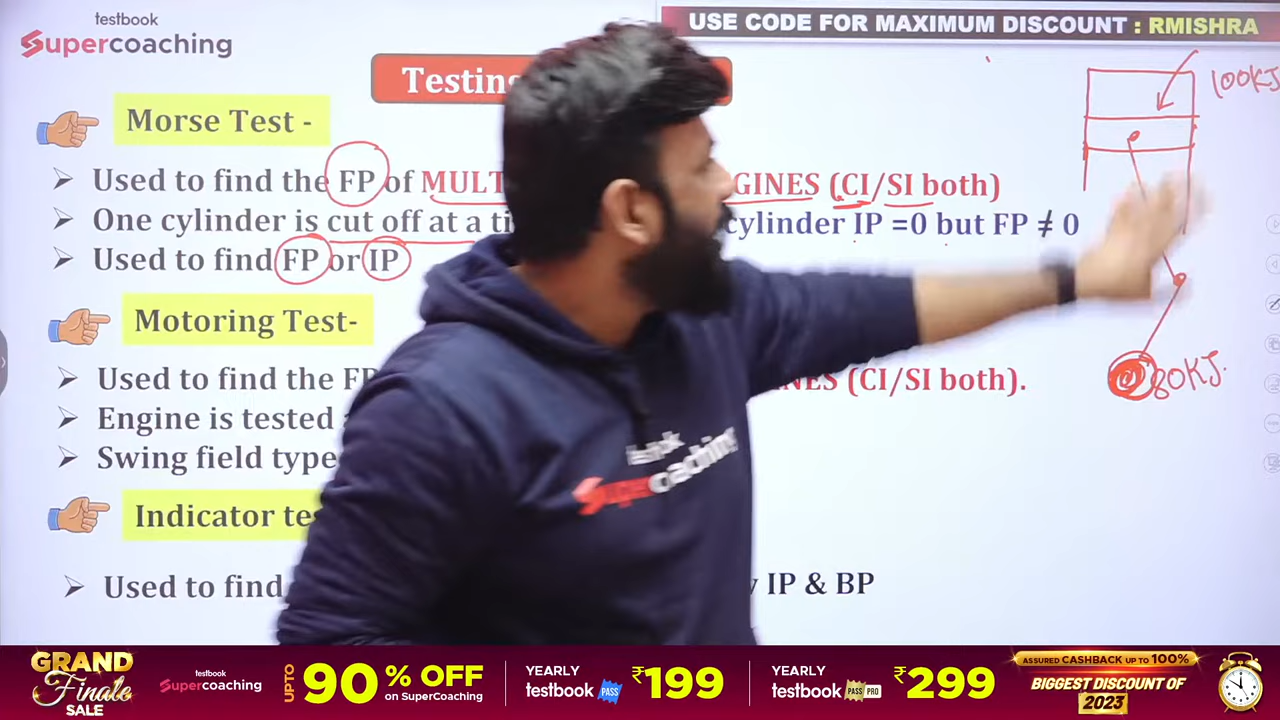 testbook
Supercoaching
USE CODE FOR MAXIMUM DISCOUNT : RMISHRA
Testing
100KJ
Morse Test -
Used to find the FP of MULT GINES (CI/SI both)
One cylinder is cut off at a ti cylinder IP =0 but FP ≠ 0
Used to find FP or IP
Motoring Test-
Used to find the FP NES (CI/SI both).
80KJ.
Engine is tested
Swing field type
Indicator tes
Used to find IP & BP
testbook
Supercoaching
GRAND
Finale
SALE
testbook
Supercoaching
UPTO 90% OFF
on SuperCoaching
YEARLY
testbook PASS
₹199
YEARLY
testbook PASS PRO
₹299
ASSURED CASHBACK UP TO 100%
BIGGEST DISCOUNT OF
2023